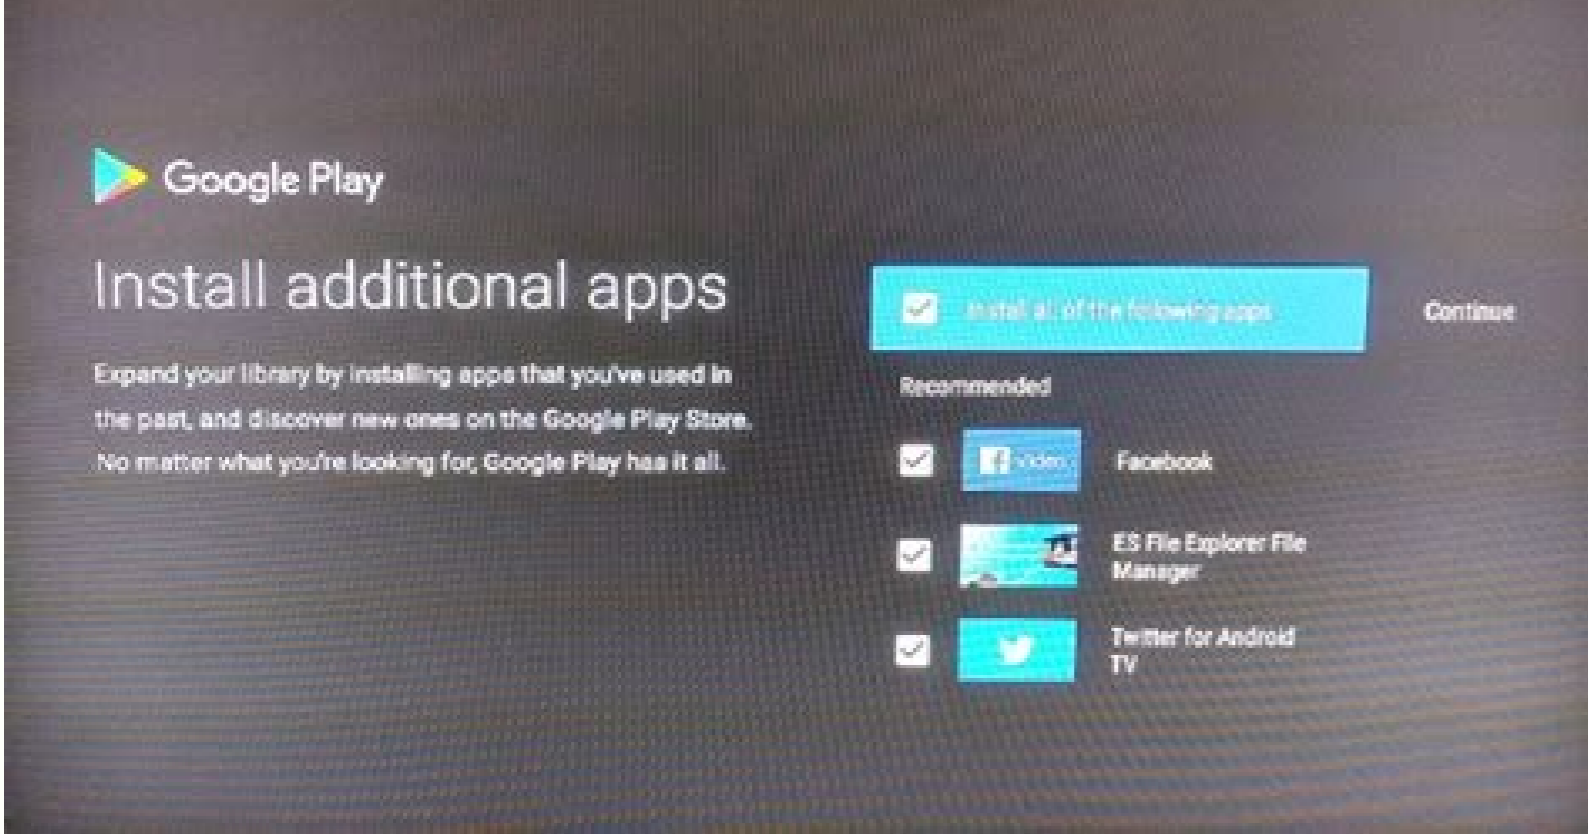 Google Play
Install additional apps
Expand your library by installing apps that you've used in
the past, and discover new ones on the Google Play Store.
No matter what you're looking for, Google Play has it all.
Install all of the following apps
Continue
Recommended
f video
Facebook
ES File Explorer File
Manager
Twitter for Android
TV